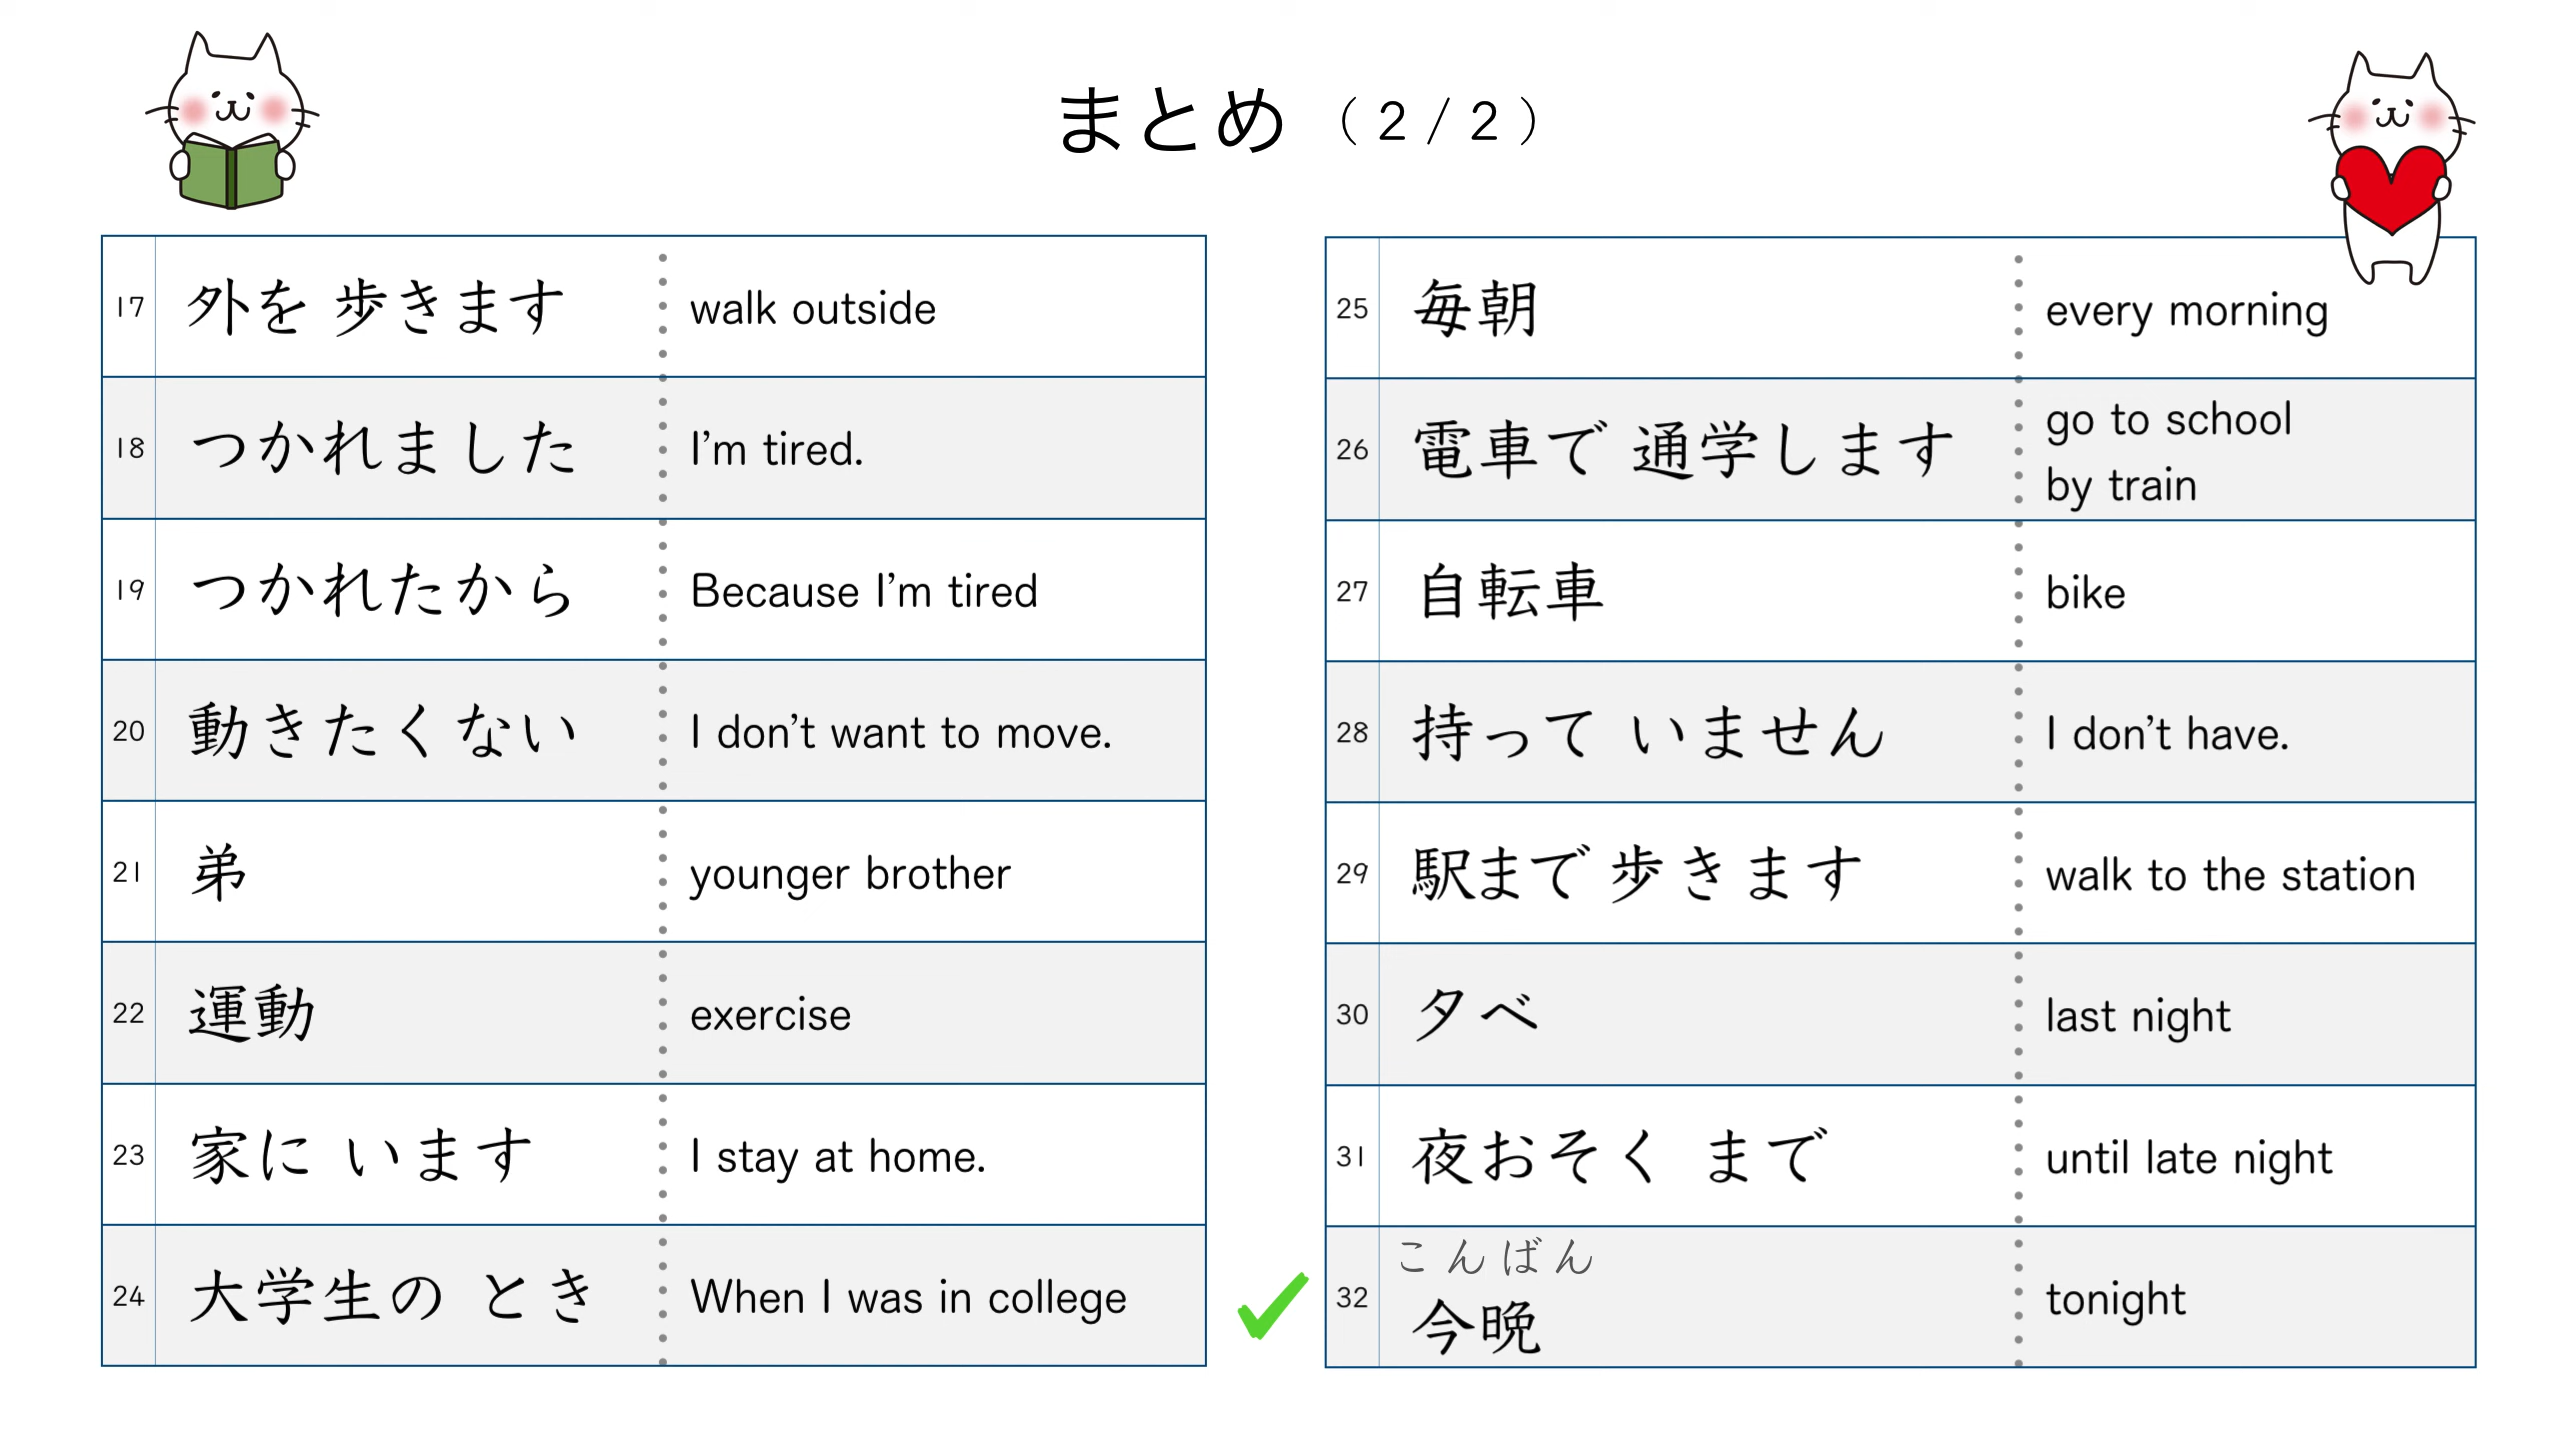 まとめ（2/2）
17 外を 歩きます walk outside
18 つかれました I'm tired.
19 つかれたから Because I'm tired
20 動きたくない I don't want to move.
21 弟 younger brother
22 運動 exercise
23 家に います I stay at home.
24 大学生の とき When I was in college
25 毎朝 every morning
26 電車で 通学します go to school
by train
27 自転車 bike
28 持って いません I don't have.
29 駅まで 歩きます walk to the station
30 夕べ last night
31 夜おそく まで until late night
こんばん
32 今晩 tonight